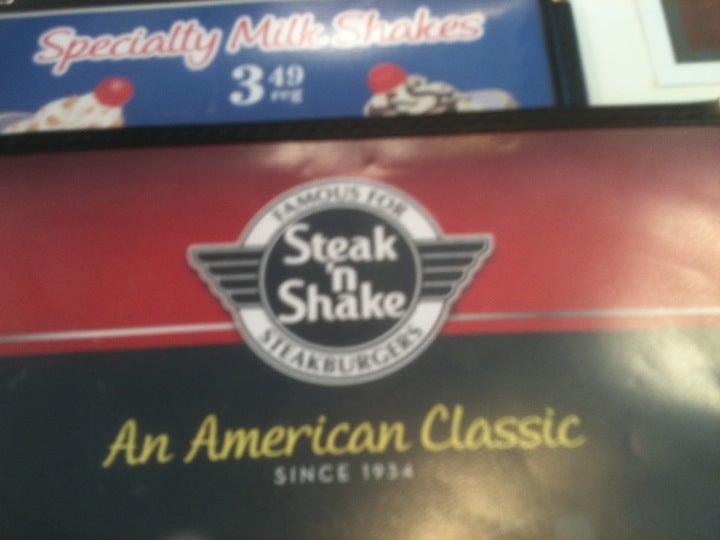 Specialty Milk Shakes
3 49
reg
FAMOUS FOR
Steak
'n
Shake
STEAKBURGERS
An American Classic
SINCE 1934